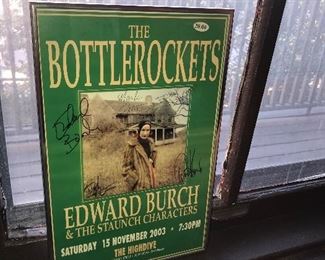 THE
BOTTLEROCKETS
EDWARD BURCH
& THE STAUNCH CHARACTERS
SATURDAY 15 NOVEMBER 2003 • 7:30PM
THE HIGHDIVE